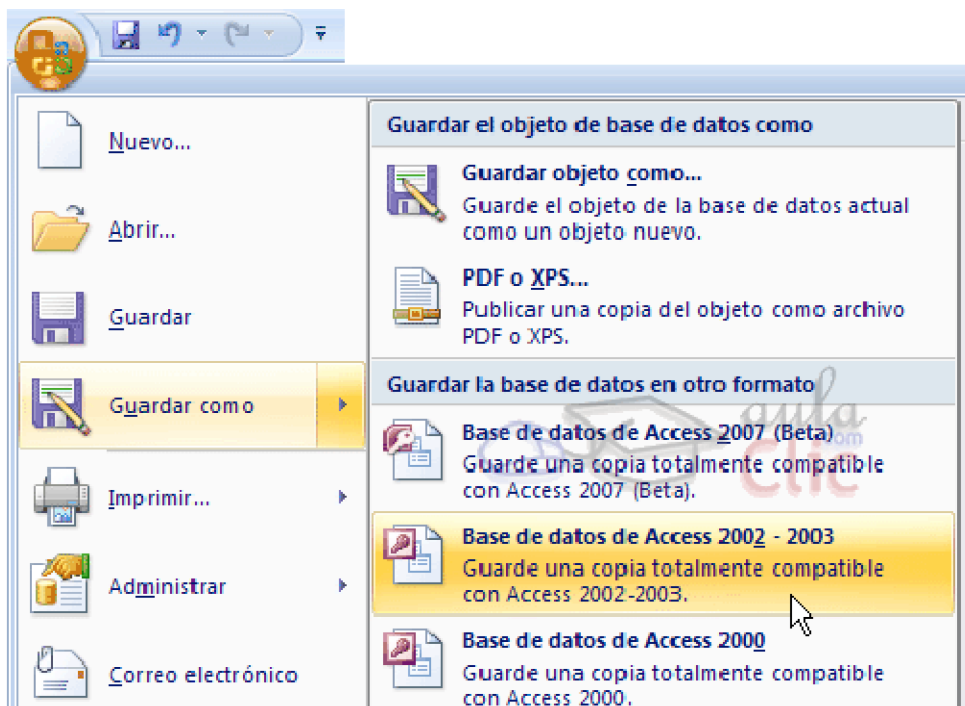 Nuevo...
Abrir...
Guardar
Guardar como
Imprimir...
Administrar
Correo electrónico
Guardar el objeto de base de datos como
Guardar objeto como...
Guarde el objeto de la base de datos actual
como un objeto nuevo.
PDF o XPS...
Publicar una copia del objeto como archivo
PDF o XPS.
Guardar la base de datos en otro formato
Base de datos de Access 2007 (Beta)
Guarde una copia totalmente compatible
con Access 2007 (Beta).
Base de datos de Access 2002 - 2003
Guarde una copia totalmente compatible
con Access 2002-2003.
Base de datos de Access 2000
Guarde una copia totalmente compatible
con Access 2000.
aula
Clic
.com